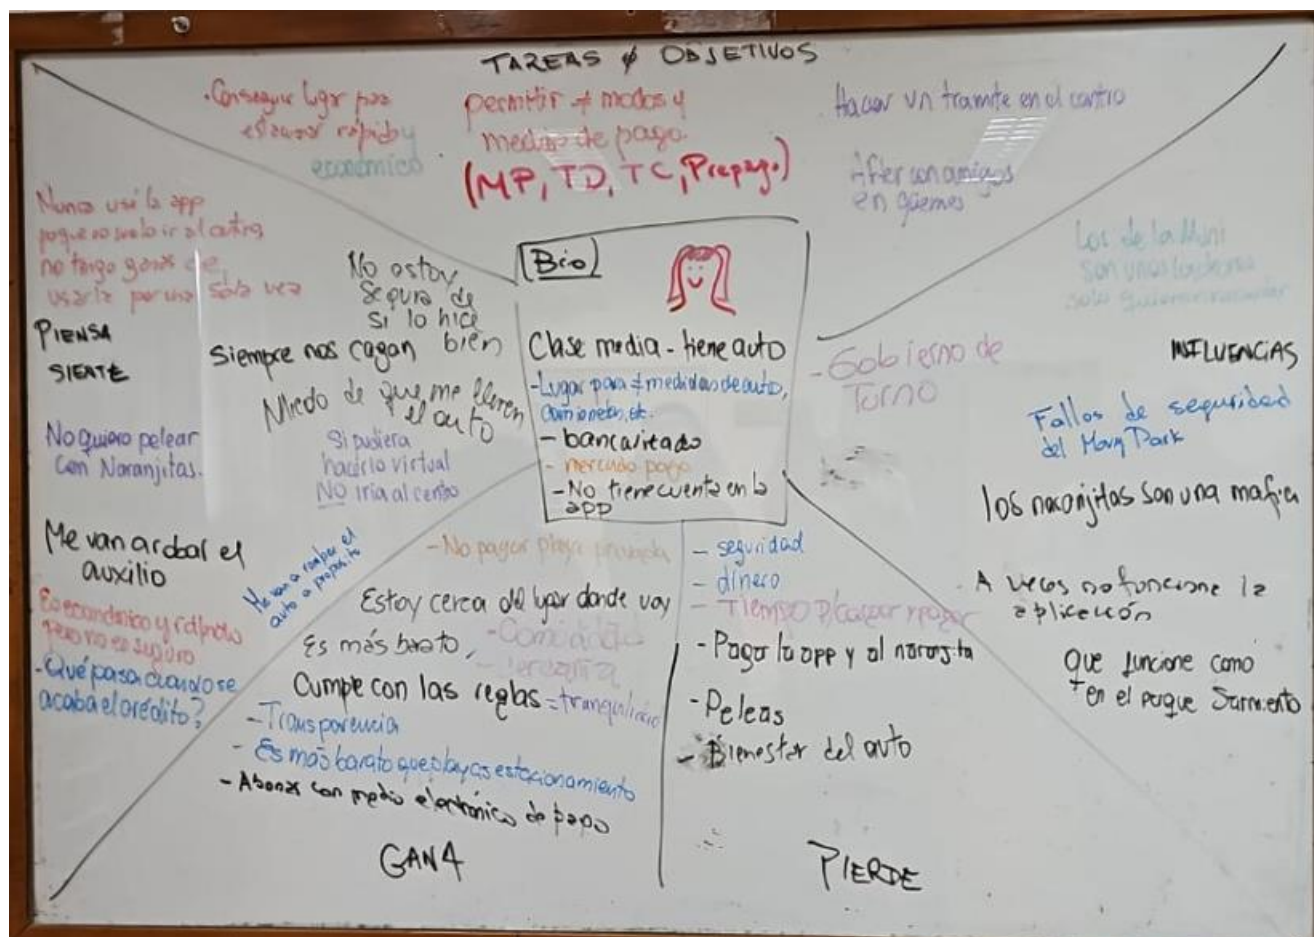 TAREAS y OBJETIVOS
- Conseguir lugar para
estacionar rápido y
económico
permitir ≠ modos y
medios de pago
(MP, TD, TC, Prepago)
Hacer un tramite en el centro
After con amigos
en güemes
Nunca usé la app
porque no suelo ir al centro,
no tengo ganas de
usarla por una sola vez
PIENSA
SIENTE
No estoy
segura de
si lo hice
bien
Siempre nos cagan
Miedo de que me lleven
el auto
No quiero pelear
con Naranjitas.
Si pudiera
hacerlo virtual
NO iria al centro
Me van a robar el
auxilio
Me van a romper el
auto a propósito
Es económico y rápido
pero no es seguro
- Qué pasa cuando se
acaba el crédito?
Bio
Clase media - tiene auto
- Lugar para ≠ medidas de auto,
camionetas, etc.
- bancarizado
- mercado pago
- No tiene cuenta en la
app
Los de la Muni
son unos ladrones
solo quieren recaudar
INFLUENCIAS
- Gobierno de
Turno
Fallos de seguridad
del Movy Park
los naranjitas son una mafia
- A veces no funcione la
aplicación
Que funcione como
en el parque Sarmiento
- No pagar playa privada
Estoy cerca del lugar donde voy
Es más barato,
- Comodidad
- cercanía
Cumpe con las reglas = tranquilidad
- Transparencia
- Es más barato que playas estacionamiento
- Abonar con medio electrónico de pago
GANA
- seguridad
- dinero
- Tiempo p/ cargar y pagar
- Pagar la app y al naranjita
- Peleas
- Bienestar del auto
PIERDE